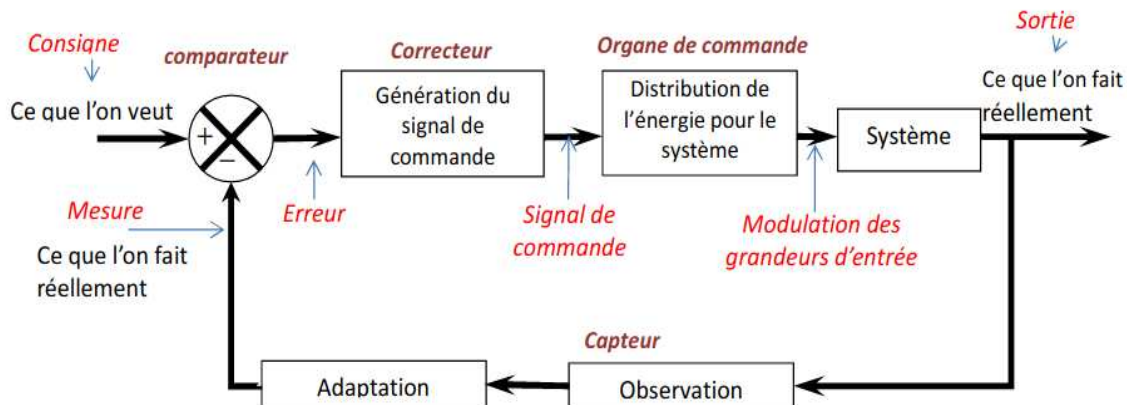 Consigne
comparateur
Correcteur
Organe de commande
Sortie
Ce que l'on veut
+
−
Génération du
signal de
commande
Distribution de
l'énergie pour le
système
Système
Ce que l'on fait
réellement
Mesure
Ce que l'on fait
réellement
Erreur
Signal de
commande
Modulation des
grandeurs d'entrée
Capteur
Adaptation
Observation